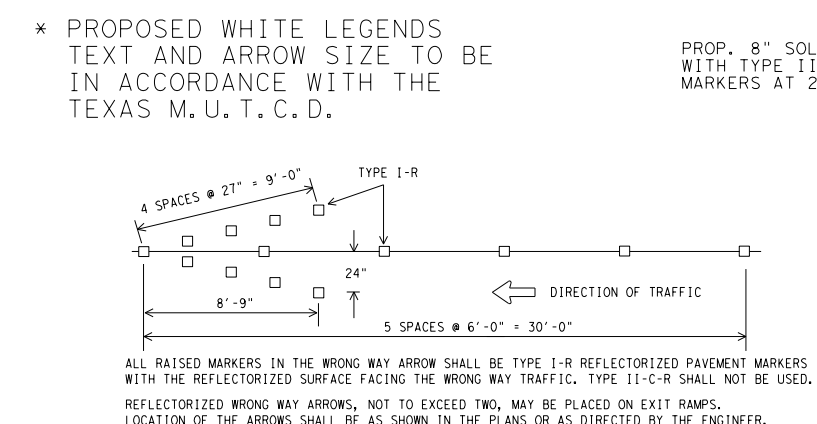 * PROPOSED WHITE LEGENDS
TEXT AND ARROW SIZE TO BE
IN ACCORDANCE WITH THE
TEXAS M.U.T.C.D.
PROP. 8" SOL
WITH TYPE II
MARKERS AT 2
4 SPACES @ 27" = 9'-0"
TYPE I-R
24"
8'-9"
DIRECTION OF TRAFFIC
5 SPACES @ 6'-0" = 30'-0"
ALL RAISED MARKERS IN THE WRONG WAY ARROW SHALL BE TYPE I-R REFLECTORIZED PAVEMENT MARKERS
WITH THE REFLECTORIZED SURFACE FACING THE WRONG WAY TRAFFIC. TYPE II-C-R SHALL NOT BE USED.
REFLECTORIZED WRONG WAY ARROWS, NOT TO EXCEED TWO, MAY BE PLACED ON EXIT RAMPS.
LOCATION OF THE ARROWS SHALL BE AS SHOWN IN THE PLANS OR AS DIRECTED BY THE ENGINEER.